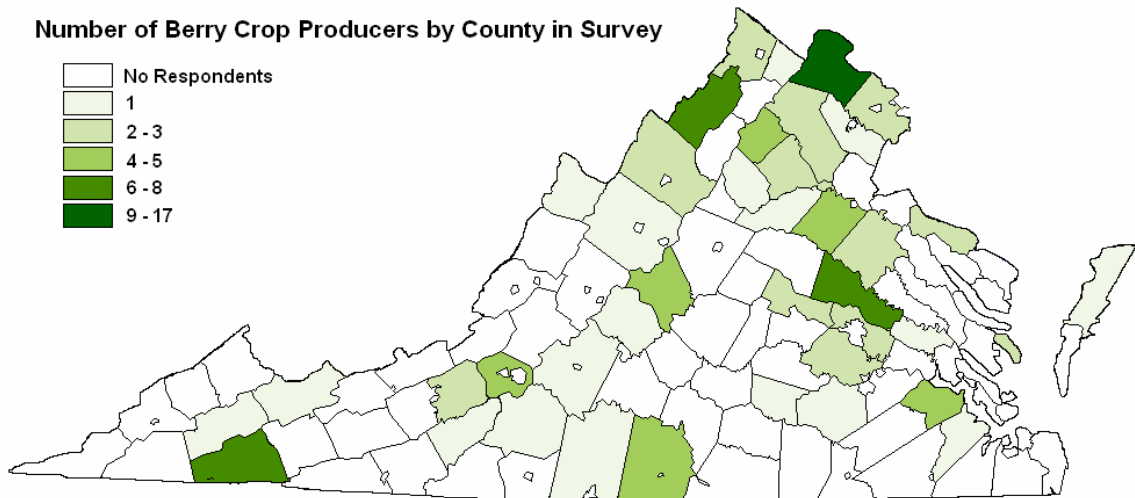 Number of Berry Crop Producers by County in Survey
No Respondents
1
2 - 3
4 - 5
6 - 8
9 - 17